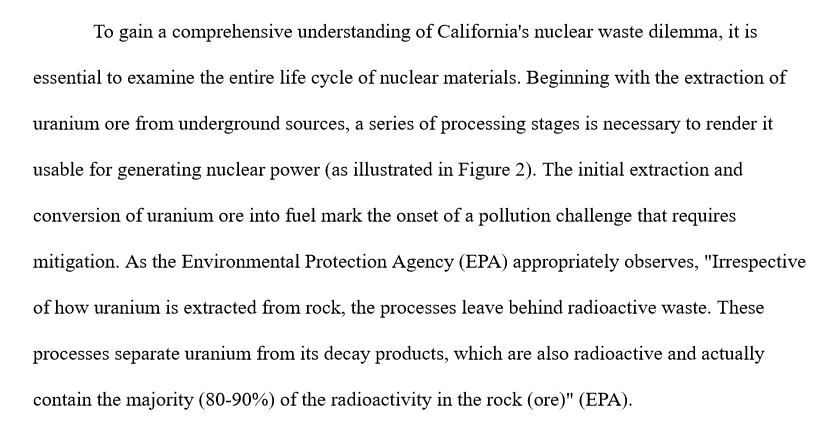 To gain a comprehensive understanding of California's nuclear waste dilemma, it is
essential to examine the entire life cycle of nuclear materials. Beginning with the extraction of
uranium ore from underground sources, a series of processing stages is necessary to render it
usable for generating nuclear power (as illustrated in Figure 2). The initial extraction and
conversion of uranium ore into fuel mark the onset of a pollution challenge that requires
mitigation. As the Environmental Protection Agency (EPA) appropriately observes, "Irrespective
of how uranium is extracted from rock, the processes leave behind radioactive waste. These
processes separate uranium from its decay products, which are also radioactive and actually
contain the majority (80-90%) of the radioactivity in the rock (ore)" (EPA).